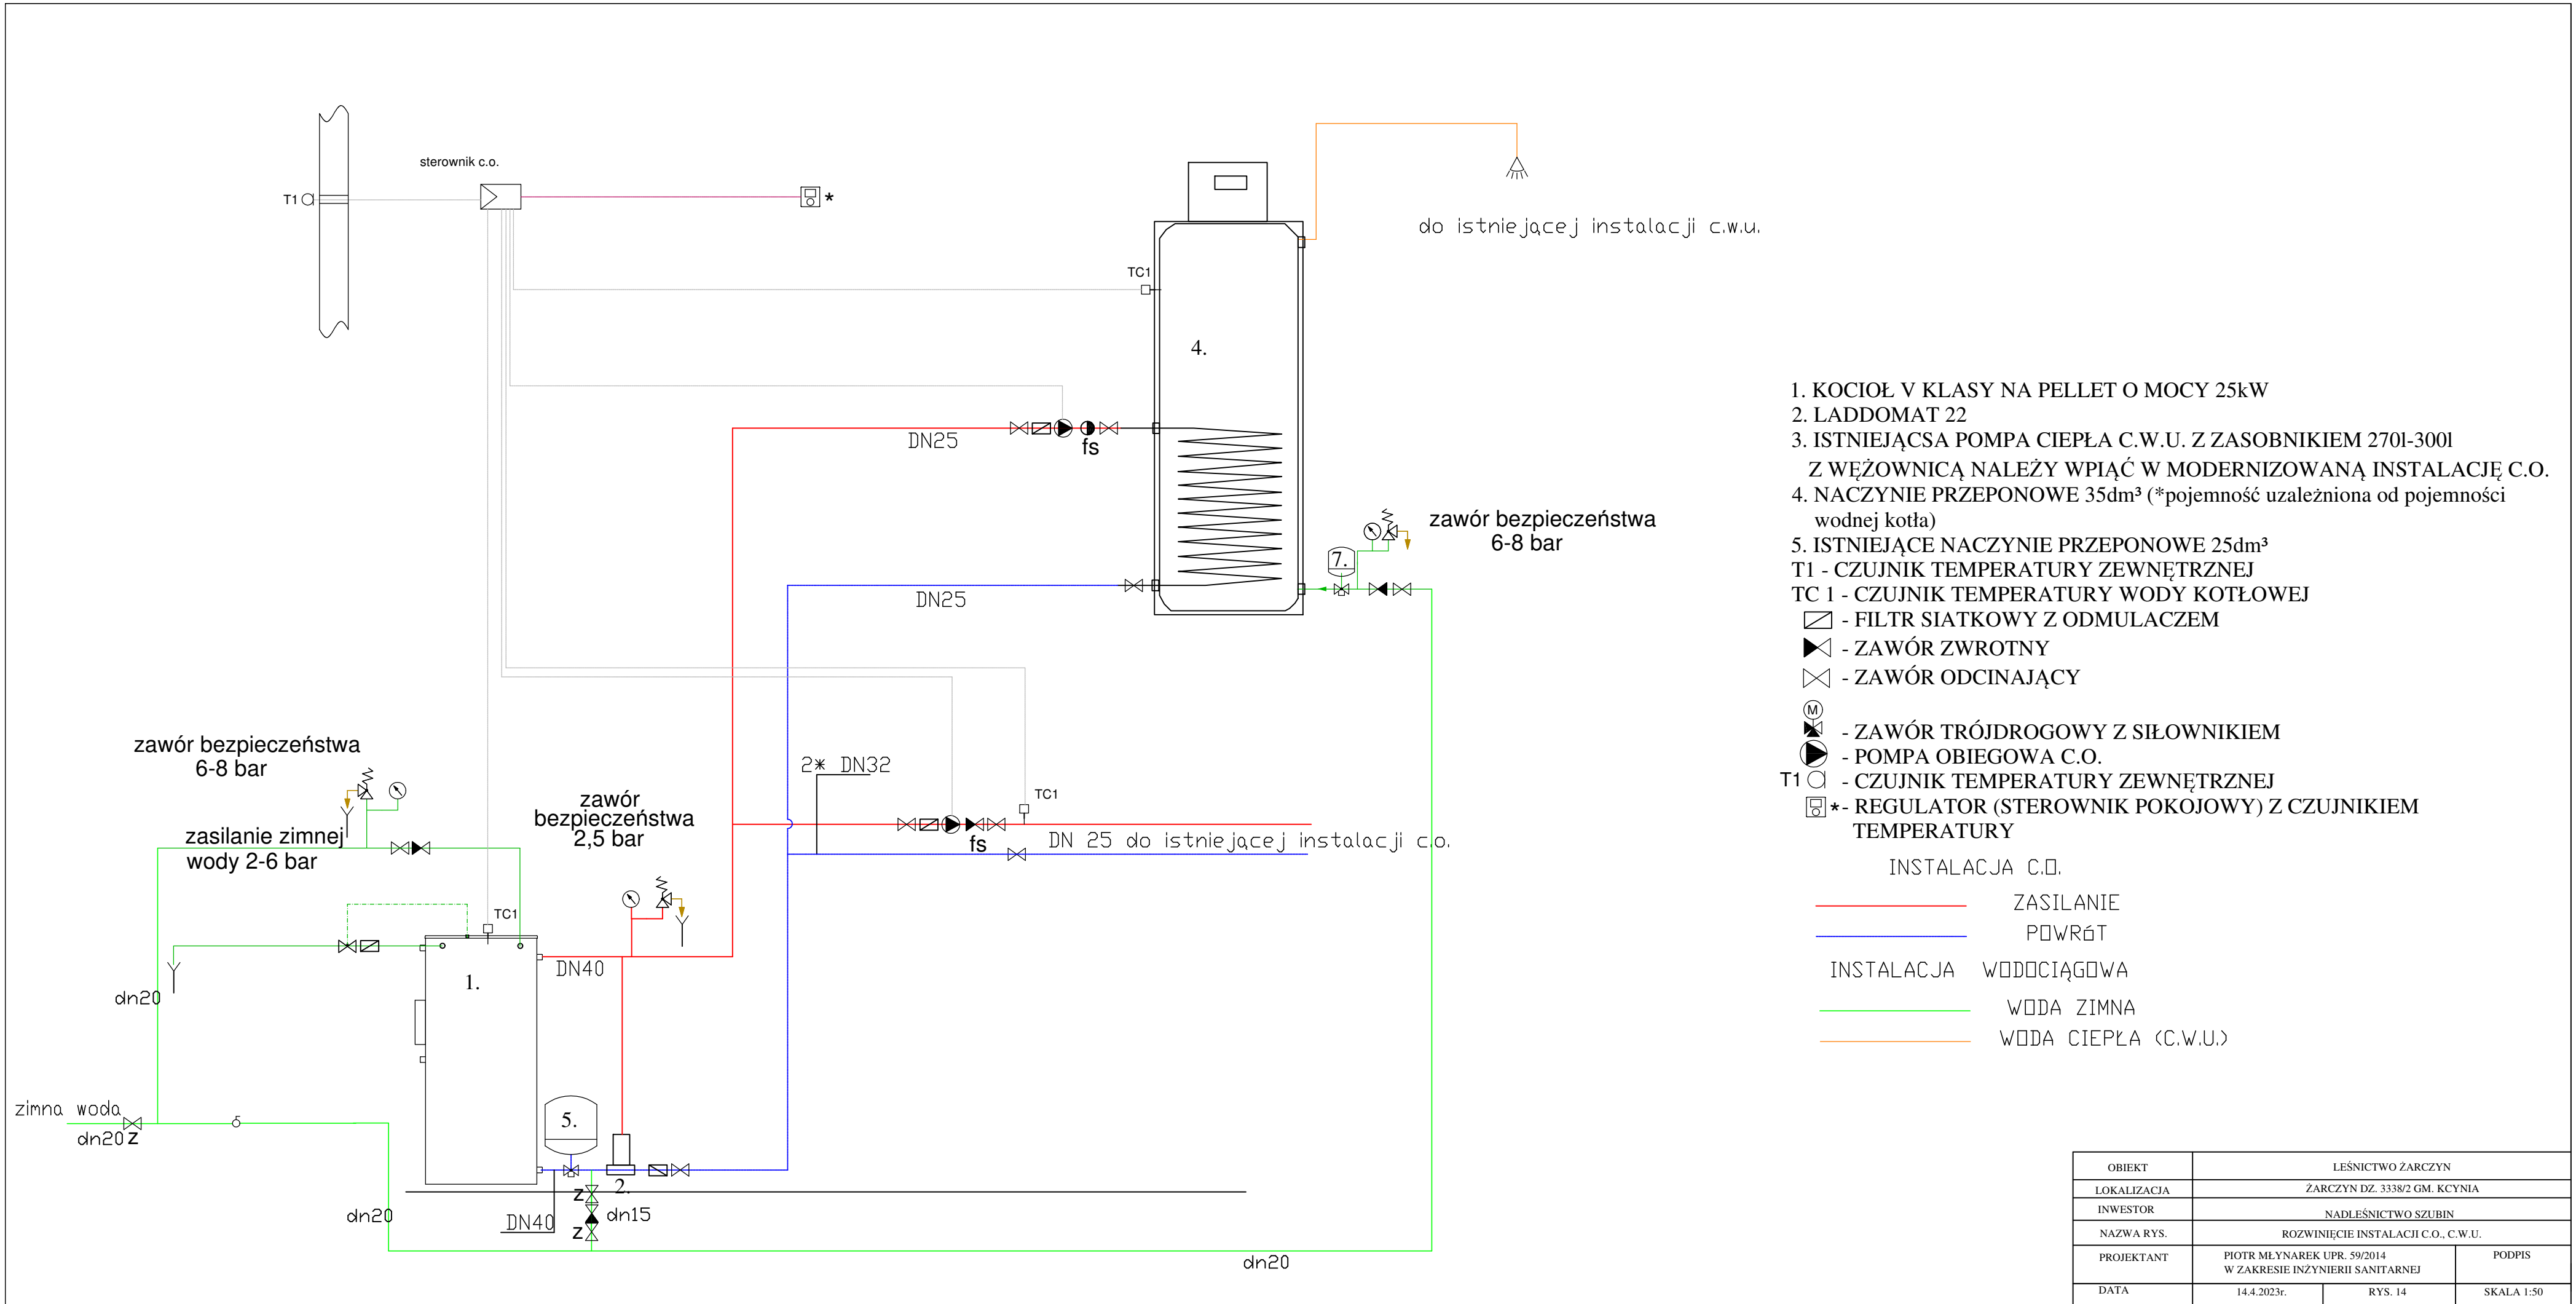 sterownik c.o.
T1
*
do istniejącej instalacji c.w.u.
TC1
4.
DN25
fs
zawór bezpieczeństwa
6-8 bar
7.
DN25
zawór bezpieczeństwa
6-8 bar
zasilanie zimnej
wody 2-6 bar
zawór
bezpieczeństwa
2,5 bar
2* DN32
TC1
fs
DN 25 do istniejącej instalacji c.o.
TC1
DN40
1.
dn20
zimna woda
dn20 z
5.
2.
z
dn15
z
dn20
DN40
dn20
1. KOCIOŁ V KLASY NA PELLET O MOCY 25kW
2. LADDOMAT 22
3. ISTNIEJĄCSA POMPA CIEPŁA C.W.U. Z ZASOBNIKIEM 270l-300l
Z WĘŻOWNICĄ NALEŻY WPIĄĆ W MODERNIZOWANĄ INSTALACJĘ C.O.
4. NACZYNIE PRZEPONOWE 35dm³ (*pojemność uzależniona od pojemności
wodnej kotła)
5. ISTNIEJĄCE NACZYNIE PRZEPONOWE 25dm³
T1 - CZUJNIK TEMPERATURY ZEWNĘTRZNEJ
TC 1 - CZUJNIK TEMPERATURY WODY KOTŁOWEJ
- FILTR SIATKOWY Z ODMULACZEM
- ZAWÓR ZWROTNY
- ZAWÓR ODCINAJĄCY
M
- ZAWÓR TRÓJDROGOWY Z SIŁOWNIKIEM
- POMPA OBIEGOWA C.O.
T1 - CZUJNIK TEMPERATURY ZEWNĘTRZNEJ
*- REGULATOR (STEROWNIK POKOJOWY) Z CZUJNIKIEM
TEMPERATURY
INSTALACJA C.O.
ZASILANIE
POWRóT
INSTALACJA WODOCIĄGOWA
WODA ZIMNA
WODA CIEPŁA (C.W.U.)
OBIEKT LEŚNICTWO ŻARCZYN
LOKALIZACJA ŻARCZYN DZ. 3338/2 GM. KCYNIA
INWESTOR NADLEŚNICTWO SZUBIN
NAZWA RYS. ROZWINIĘCIE INSTALACJI C.O., C.W.U.
PROJEKTANT PIOTR MŁYNAREK UPR. 59/2014 PODPIS
W ZAKRESIE INŻYNIERII SANITARNEJ
DATA 14.4.2023r. RYS. 14 SKALA 1:50